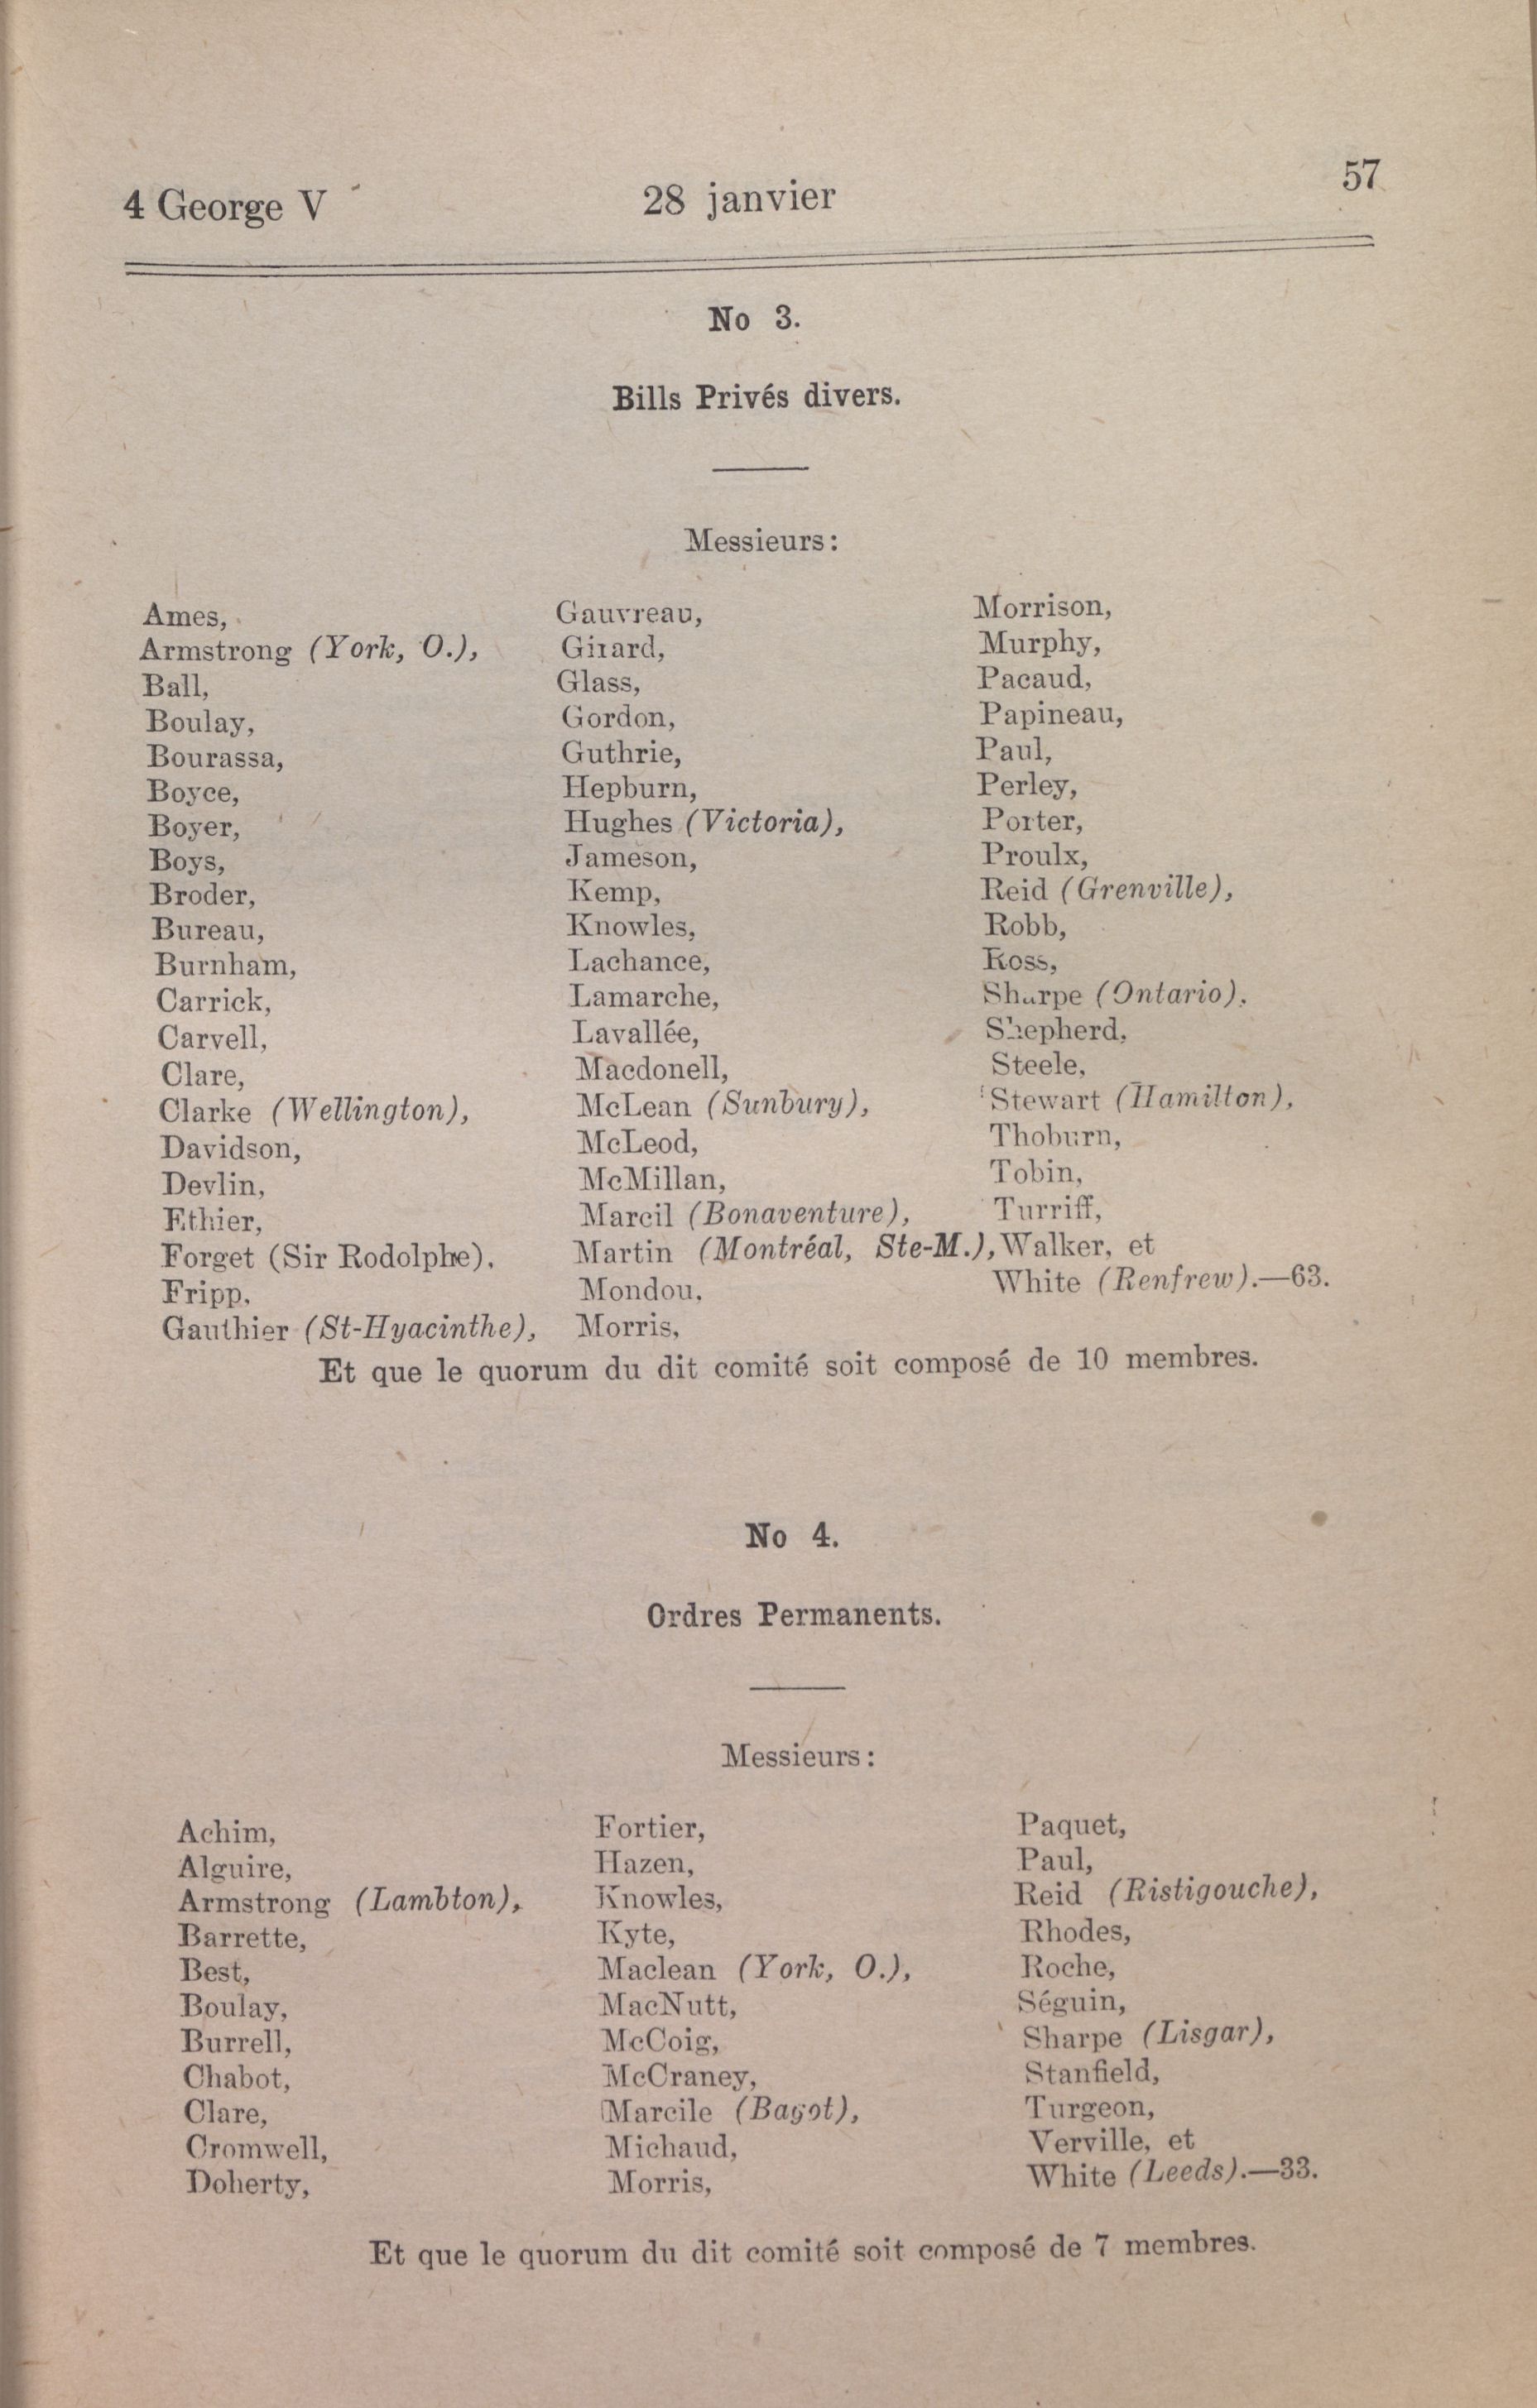 4 George V
28 janvier
57
No 3.
Bills Privés divers.
Messieurs:
Ames,
Armstrong (York, O.),
Ball,
Boulay,
Bourassa,
Boyce,
Boyer,
Boys,
Broder,
Bureau,
Burnham,
Carrick,
Carvell,
Clare,
Clarke (Wellington),
Davidson,
Devlin,
Ethier,
Forget (Sir Rodolphe),
Fripp,
Gauthier (St-Hyacinthe),
Gauvreau,
Girard,
Glass,
Gordon,
Guthrie,
Hepburn,
Hughes (Victoria),
Jameson,
Kemp,
Knowles,
Lachance,
Lamarche,
Lavallée,
Macdonell,
McLean (Sunbury),
McLeod,
McMillan,
Marcil (Bonaventure),
Martin (Montréal, Ste-M.),
Mondou,
Morris,
Morrison,
Murphy,
Pacaud,
Papineau,
Paul,
Perley,
Porter,
Proulx,
Reid (Grenville),
Robb,
Ross,
Sharpe (Ontario),
Shepherd,
Steele,
Stewart (Hamilton),
Thoburn,
Tobin,
Turriff,
Walker, et
White (Renfrew).—63.
Et que le quorum du dit comité soit composé de 10 membres.
No 4.
Ordres Permanents.
Messieurs:
Achim,
Alguire,
Armstrong (Lambton),
Barrette,
Best,
Boulay,
Burrell,
Chabot,
Clare,
Cromwell,
Doherty,
Fortier,
Hazen,
Knowles,
Kyte,
Maclean (York, O.),
MacNutt,
McCoig,
McCraney,
Marcile (Bagot),
Michaud,
Morris,
Paquet,
Paul,
Reid (Ristigouche),
Rhodes,
Roche,
Séguin,
Sharpe (Lisgar),
Stanfield,
Turgeon,
Verville, et
White (Leeds).—33.
Et que le quorum du dit comité soit composé de 7 membres.